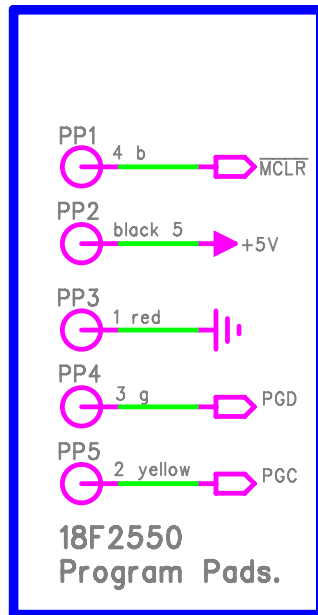 PP1
4 b
MCLR
PP2
black 5
+5V
PP3
1 red
PP4
3 g
PGD
PP5
2 yellow
PGC
18F2550
Program Pads.